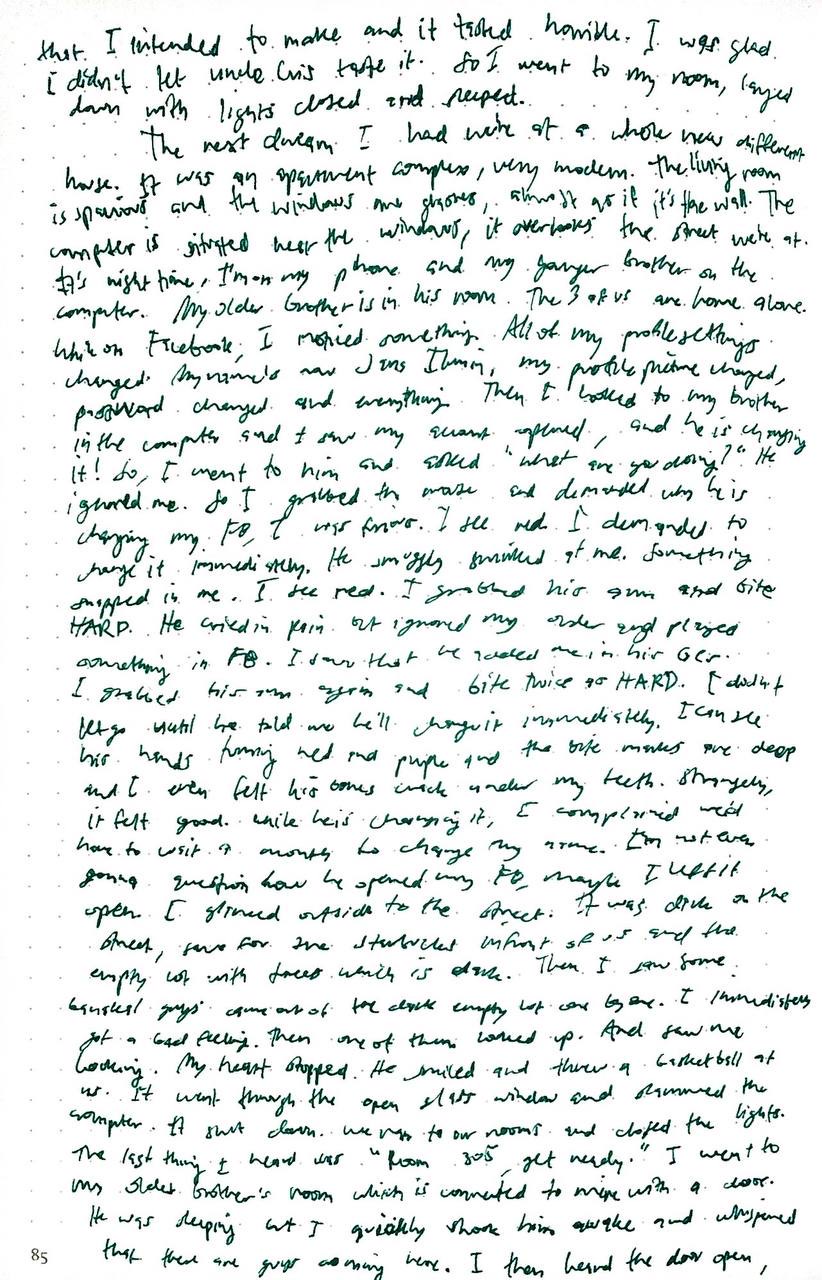 that I intended to make and it tasted horrible. I was glad
I didn't let uncle Cris taste it. So I went to my room, layed
down with lights closed and sleeped.
The next dream I had we're at a whole new different
house. It was an apartment complex, very modern. The living room
is spacious and the windows are glasses, almost as if it's the wall. The
computer is situated near the windows, it overlooks the street we're at.
It's night time, I'm on my phone and my younger brother on the
computer. My older brother is in his room. The 3 of us are home alone.
While on Facebook, I noticed something. All of my profile settings
changed. My name's now, my profile picture changed,
password changed and everything. Then I looked to my brother
in the computer and I saw my account opened, and he is changing
it! So, I went to him and asked "what are you doing?" He
ignored me. So I grabbed the mouse and demanded why he is
changing my FB, I was furious. I see red. I demanded to
change it immediately. He smuggly smirked at me. Something
snapped in me. I see red. I grabbed his arm and bite
HARD. He cried in pain but ignored my order and played
something in FB. I saw that he added me in his GCs.
I grabbed his arm again and bite twice as HARD. I didn't
let go until he told me he'll change it immediately. I can see
his hands turning red and purple and the bite marks are deep
and I even felt his bones crack under my teeth. Strangely,
it felt good. While he's changing it, I complained we'd
have to wait a month to change my name. I'm not even
gonna question how he opened my FB, maybe I left it
open. I glimced outside to the street. It was dark on the
street, save for the starbucks infront of us and the
empty lot with trees which is dark. Then I saw some
guys came out of the dark empty lot one by one. I immediately
got a bad feeling. Then one of them looked up. And saw me
looking. My heart stopped. He smiled and threw a basketball at
us. It went through the open glass window and slammed the
computer. It shut down. We ran to our rooms and closed the lights.
The last thing I heard was "Room 305, get ready." I went to
my older brother's room which is connected to mine with a door.
He was sleeping but I quickly shook him awake and whispered
that there are guys coming here. I then heard the door open,
85